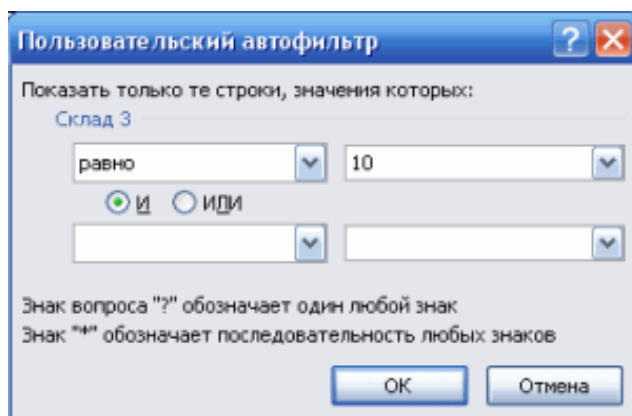 Пользовательский автофильтр
Показать только те строки, значения которых:
Склад 3
равно 10
И ИЛИ
Знак вопроса "?" обозначает один любой знак
Знак "*" обозначает последовательность любых знаков
ОК Отмена